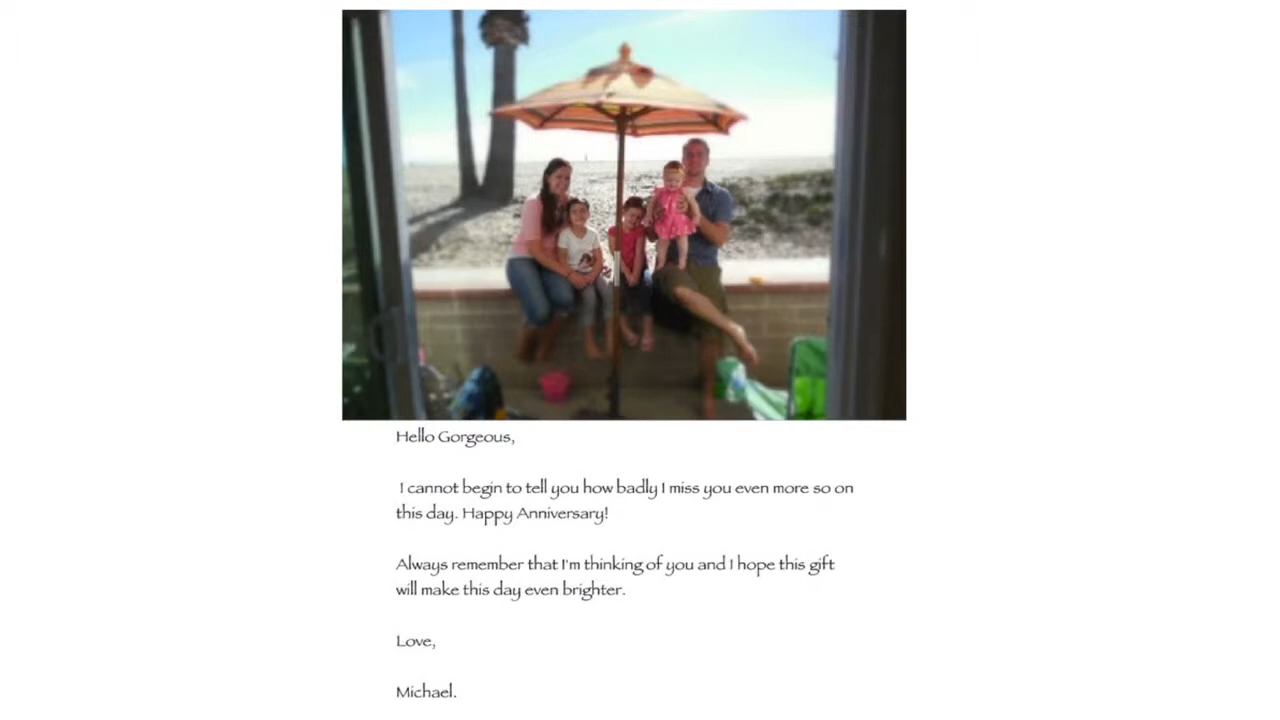 Hello Gorgeous,
I cannot begin to tell you how badly I miss you even more so on
this day. Happy Anniversary!
Always remember that I'm thinking of you and I hope this gift
will make this day even brighter.
Love,
Michael.